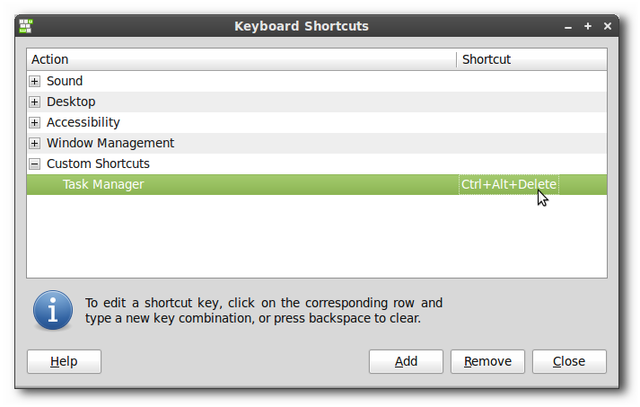 Keyboard Shortcuts
Action Shortcut
Sound
Desktop
Accessibility
Window Management
Custom Shortcuts
Task Manager Ctrl+Alt+Delete
To edit a shortcut key, click on the corresponding row and
type a new key combination, or press backspace to clear.
Help Add Remove Close